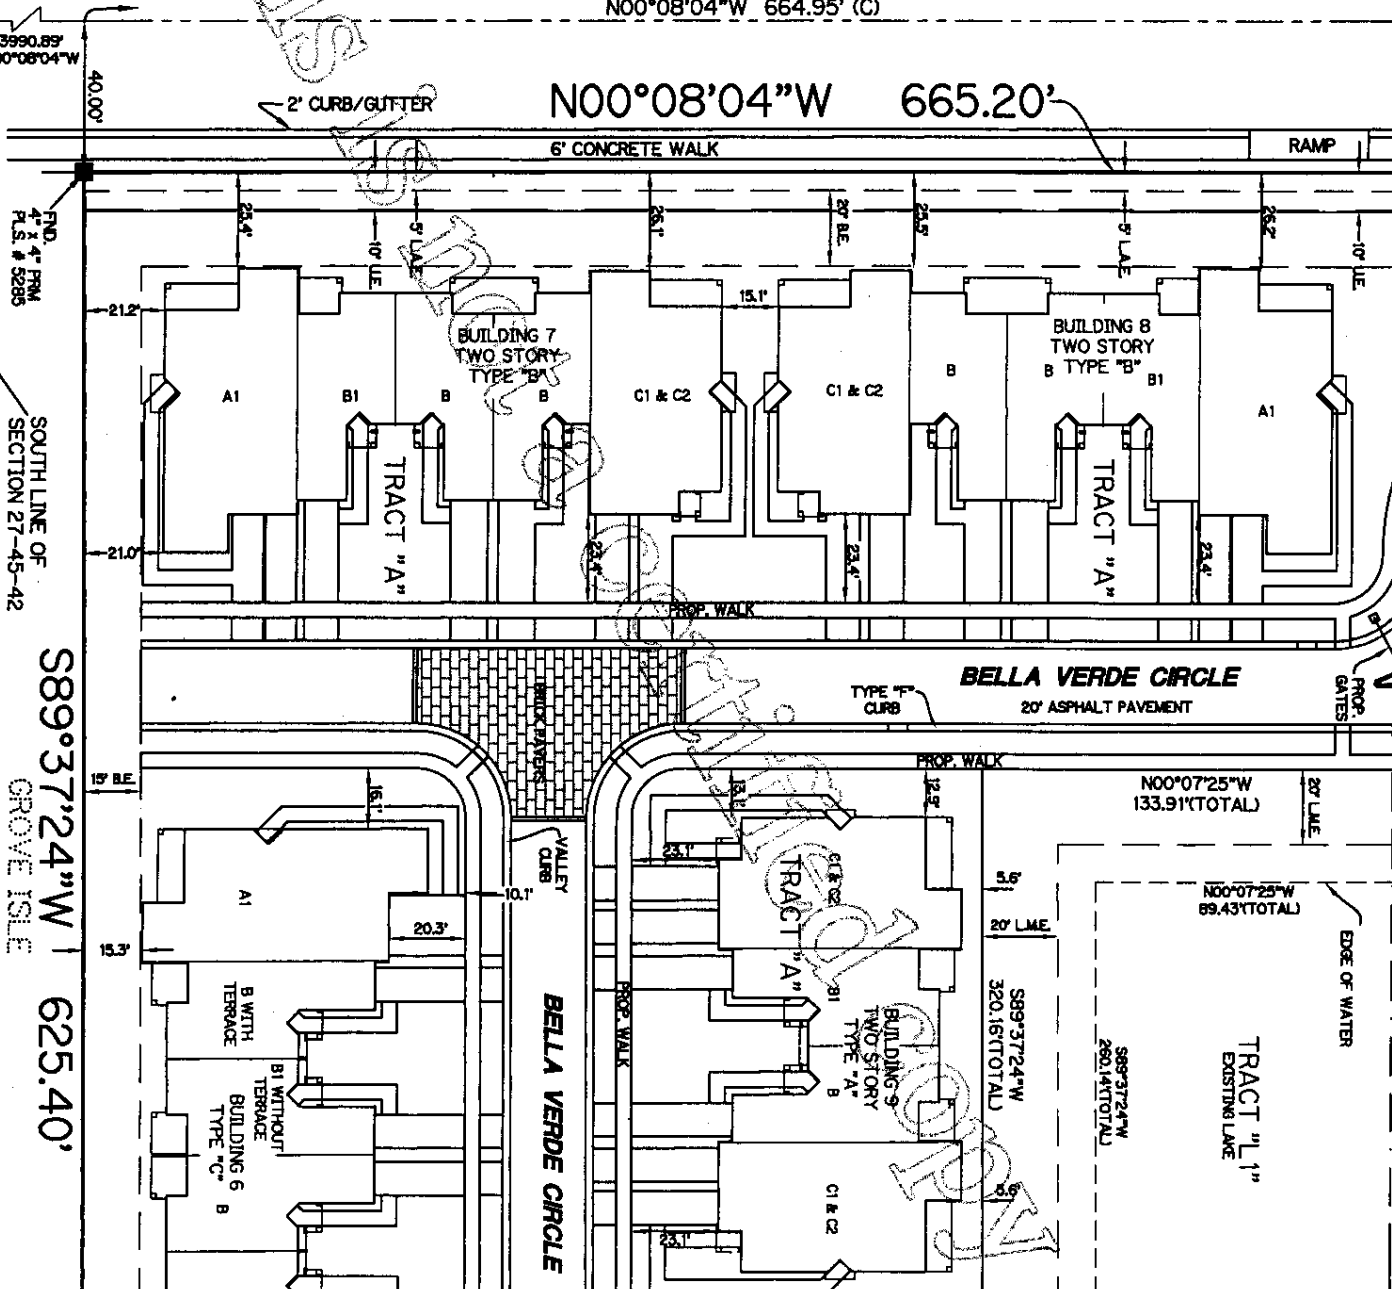 N00°08'04"W 664.95' (C)
3990.89'
40.00'
2' CURB/GUTTER
N00°08'04"W 665.20'
6' CONCRETE WALK
RAMP
FND.
4" x 4" PRM
P.L.S. # 5285
25.4'
10' U.E.
5' L.A.E.
26.1'
20' B.E.
25.5'
5' L.A.E.
26.2'
10' U.E.
21.2'
15.1'
BUILDING 7
TWO STORY
TYPE "B"
BUILDING 8
TWO STORY
TYPE "B"
A1
B1
B
B
C1 & C2
C1 & C2
B
B
B1
A1
SOUTH LINE OF
SECTION 27-45-42
TRACT "A"
TRACT "A"
21.0'
23.4'
23.4'
23.4'
PROP. WALK
BELLA VERDE CIRCLE
20' ASPHALT PAVEMENT
TYPE "F"
CURB
PROP.
GATES
BRICK PAVERS
PROP. WALK
S89°37'24"W 625.40'
GROVE ISLE
15' B.E.
16.1'
13.1'
12.9'
N00°07'25"W
133.91'(TOTAL)
20' L.M.E.
VALLEY
CURB
23.1'
C1 & C2
TRACT "A"
5.6'
N00°07'25"W
89.43'(TOTAL)
A1
10.1'
20.3'
15.3'
20' L.M.E.
EDGE OF WATER
B WITH
TERRACE
B1 WITHOUT
TERRACE
BUILDING 6
TYPE "C"
B
BELLA VERDE CIRCLE
PROP. WALK
B1
BUILDING 9
TWO STORY
TYPE "A"
B
S89°37'24"W
320.16'(TOTAL)
S89°37'24"W
260.14'(TOTAL)
TRACT "L1"
EXISTING LAKE
C1 & C2
5.6'
23.1'
is not a certified copy